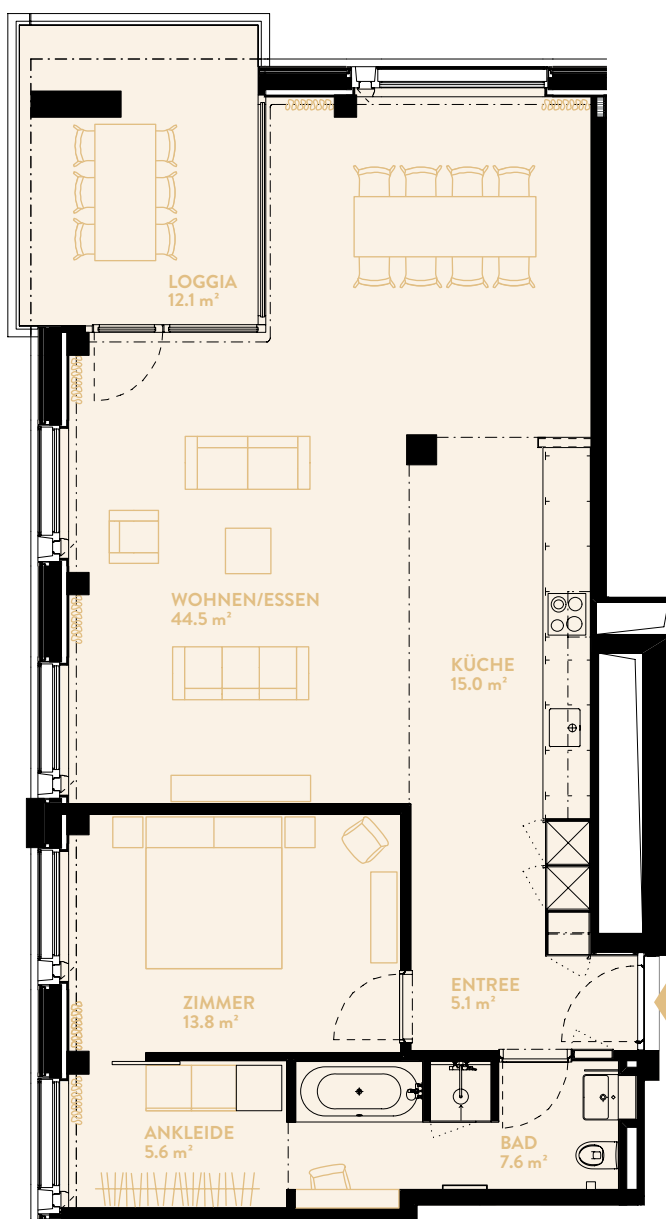 LOGGIA
12.1 m²
WOHNEN/ESSEN
44.5 m²
KÜCHE
15.0 m²
ZIMMER
13.8 m²
ENTREE
5.1 m²
ANKLEIDE
5.6 m²
BAD
7.6 m²